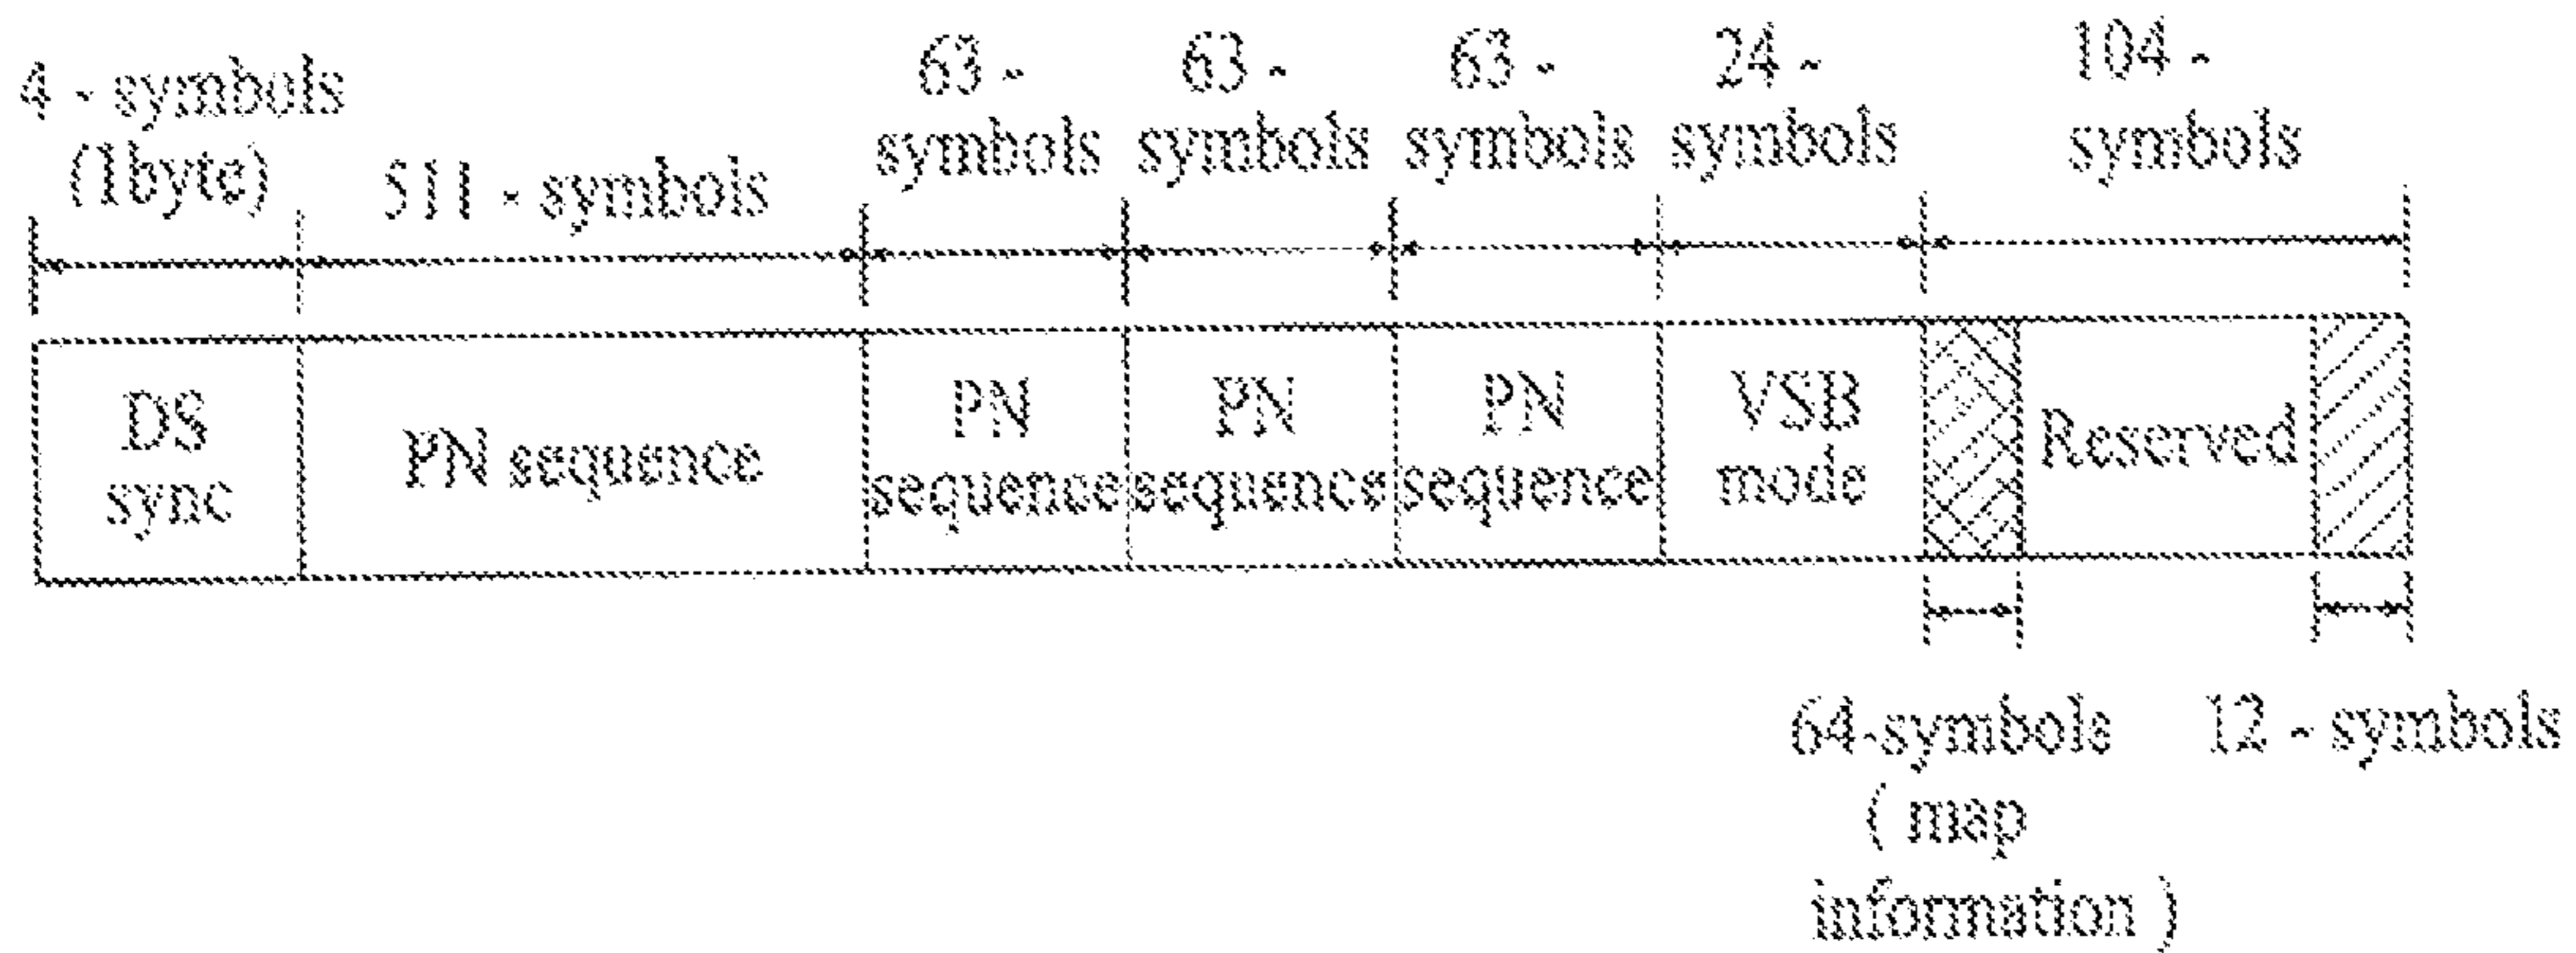 4 - symbols
(1byte)
511 - symbols
63 -
symbols
63 -
symbols
63 -
symbols
24 -
symbols
104 -
symbols
DS
sync
PN sequence
PN
sequence
PN
sequence
PN
sequence
VSB
mode
Reserved
64-symbols
( map
information )
12 - symbols